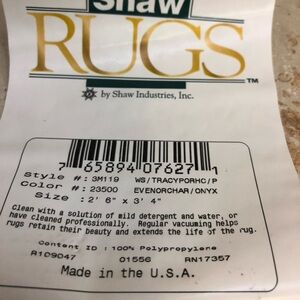 Shaw
RUGS™
by Shaw Industries, Inc.
7 65894 07627 1
Style #: 3M119 WS/TRACYPORHC/P
Color #: 23500 EVENORCHAR/ONYX
Size : 2' 6" x 3' 4"
Clean with a solution of mild detergent and water, or
have cleaned professionally. Regular vacuuming helps
rugs retain their beauty and extends the life of the rug.
Content ID : 100% Polypropylene
R1D9047 01556 RN17357
Made in the U.S.A.